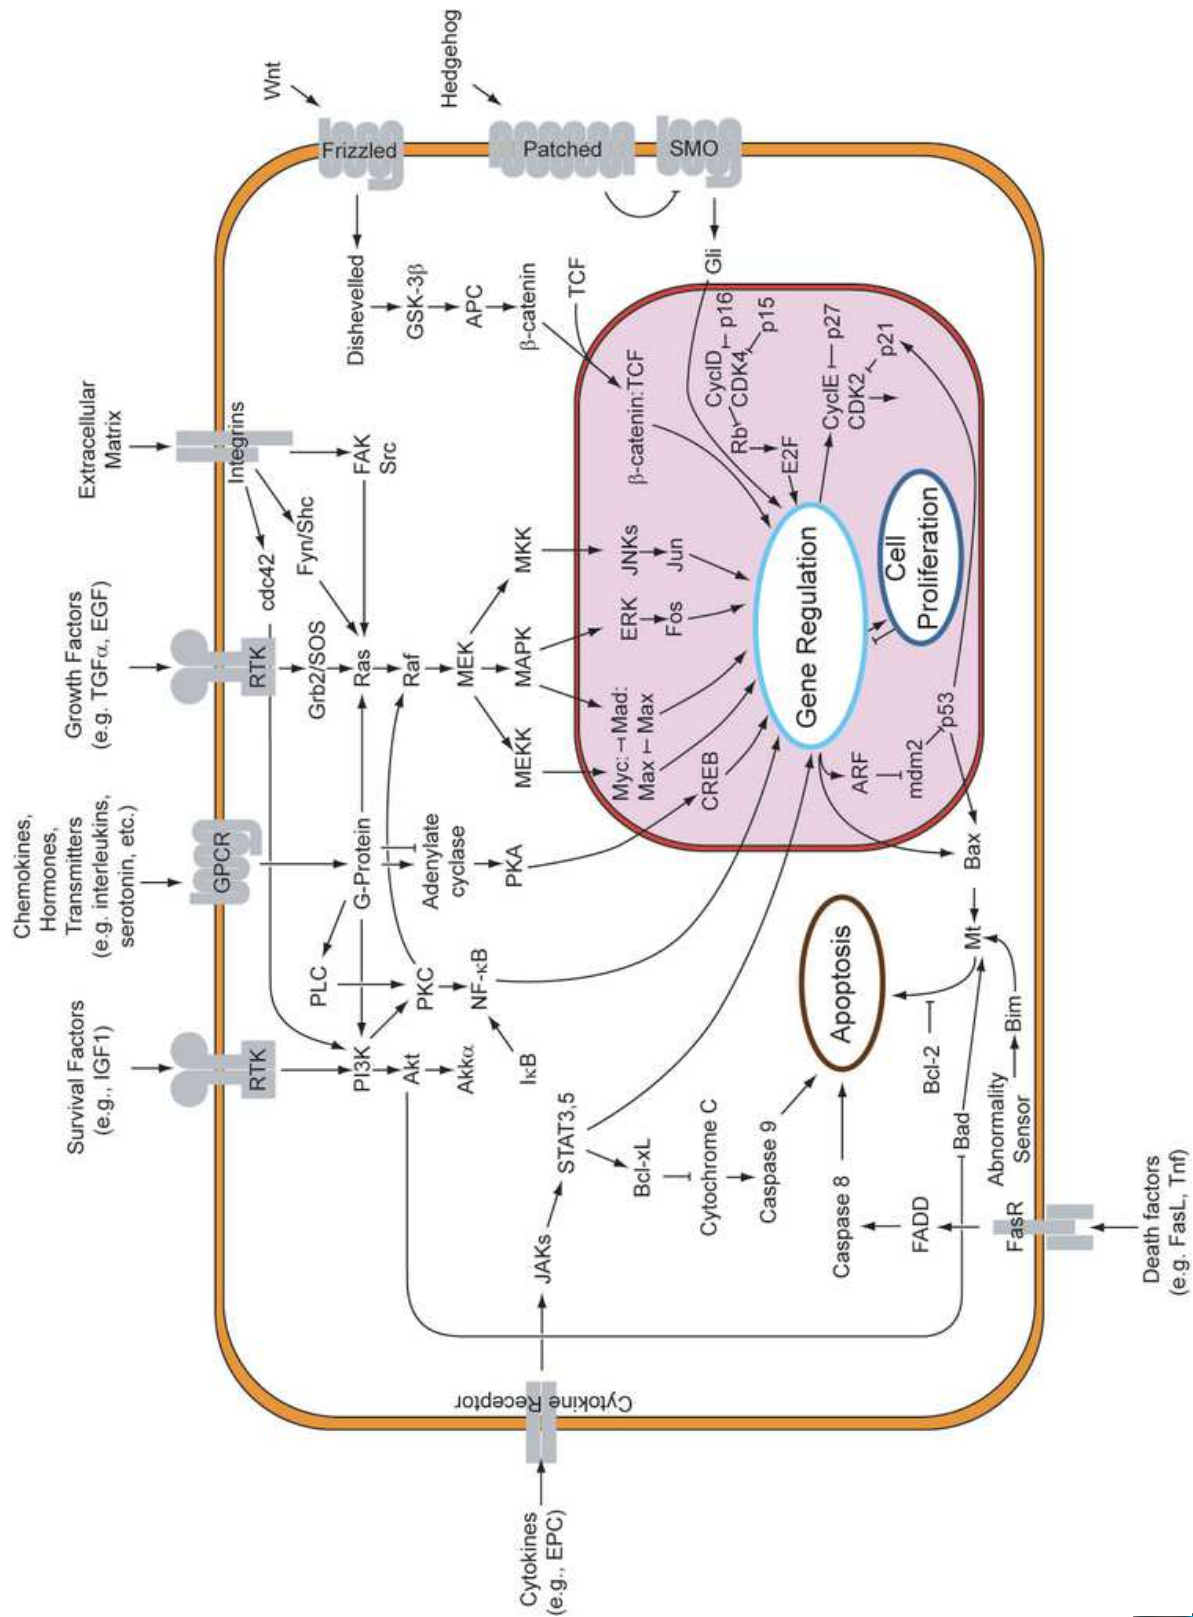 Survival Factors
(e.g., IGF1)
Chemokines,
Hormones,
Transmitters
(e.g. interleukins,
serotonin, etc.)
Growth Factors
(e.g. TGFα, EGF)
Extracellular
Matrix
Wnt
Hedgehog
Cytokines
(e.g., EPC)
Death factors
(e.g. FasL, Tnf)
RTK
GPCR
RTK
Integrins
Frizzled
Patched
SMO
Cytokine Receptor
FasR
cdc42
Fyn/Shc
Grb2/SOS
PLC
G-Protein
PI3K
Ras
FAK
Src
Dishevelled
Akt
PKC
Adenylate
cyclase
Raf
GSK-3β
Akkα
NF-κB
PKA
MEK
APC
IκB
MEKK
MAPK
MKK
β-catenin
TCF
JAKs
STAT3,5
Bcl-xL
Cytochrome C
Caspase 9
Caspase 8
FADD
Bad
Abnormality
Sensor
Bim
Bcl-2
Mt
Bax
Apoptosis
Myc: Mad:
Max Max
ERK
Fos
JNKs
Jun
β-catenin:TCF
CREB
Gli
Rb
CyclD
CDK4
p16
p15
E2F
CyclE
CDK2
p27
p21
Gene Regulation
Cell
Proliferation
ARF
mdm2
p53